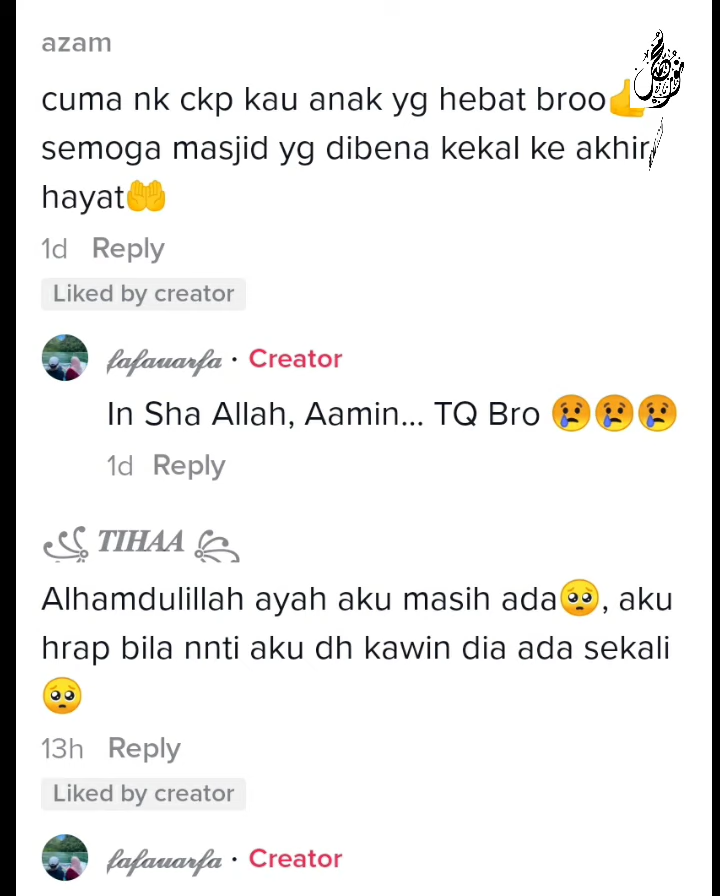 azam
cuma nk ckp kau anak yg hebat broo
semoga masjid yg dibena kekal ke akhir
hayat🤲
1d Reply
Liked by creator
fafauarfa · Creator
In Sha Allah, Aamin... TQ Bro 😢😢😢
1d Reply
TIHAA
Alhamdulillah ayah aku masih ada🥺, aku
hrap bila nnti aku dh kawin dia ada sekali
🥺
13h Reply
Liked by creator
fafauarfa · Creator